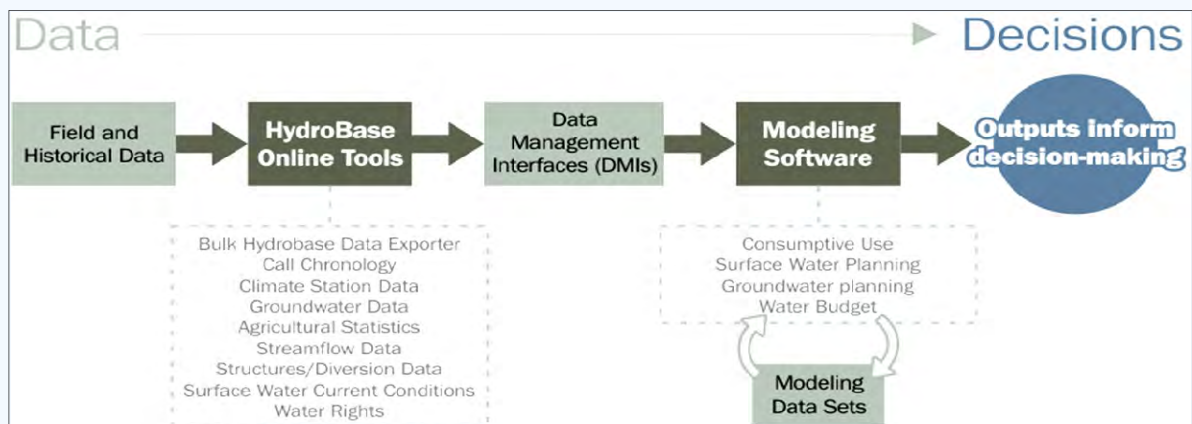 Data
Decisions
Field and
Historical Data
HydroBase
Online Tools
Data
Management
Interfaces (DMIs)
Modeling
Software
Outputs inform
decision-making
Bulk Hydrobase Data Exporter
Call Chronology
Climate Station Data
Groundwater Data
Agricultural Statistics
Streamflow Data
Structures/Diversion Data
Surface Water Current Conditions
Water Rights
Consumptive Use
Surface Water Planning
Groundwater planning
Water Budget
Modeling
Data Sets